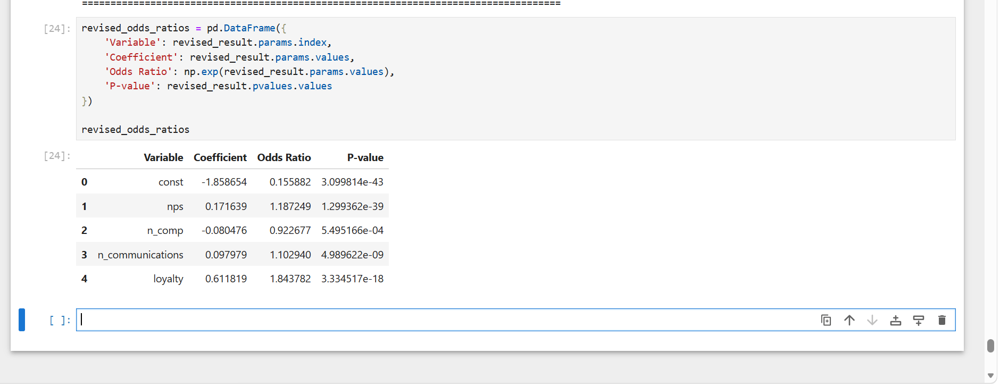 ====================================================================================
[24]: revised_odds_ratios = pd.DataFrame({
'Variable': revised_result.params.index,
'Coefficient': revised_result.params.values,
'Odds Ratio': np.exp(revised_result.params.values),
'P-value': revised_result.pvalues.values
})
revised_odds_ratios
[24]: Variable Coefficient Odds Ratio P-value
0 const -1.858654 0.155882 3.099814e-43
1 nps 0.171639 1.187249 1.299362e-39
2 n_comp -0.080476 0.922677 5.495166e-04
3 n_communications 0.097979 1.102940 4.989622e-09
4 loyalty 0.611819 1.843782 3.334517e-18
[ ]: